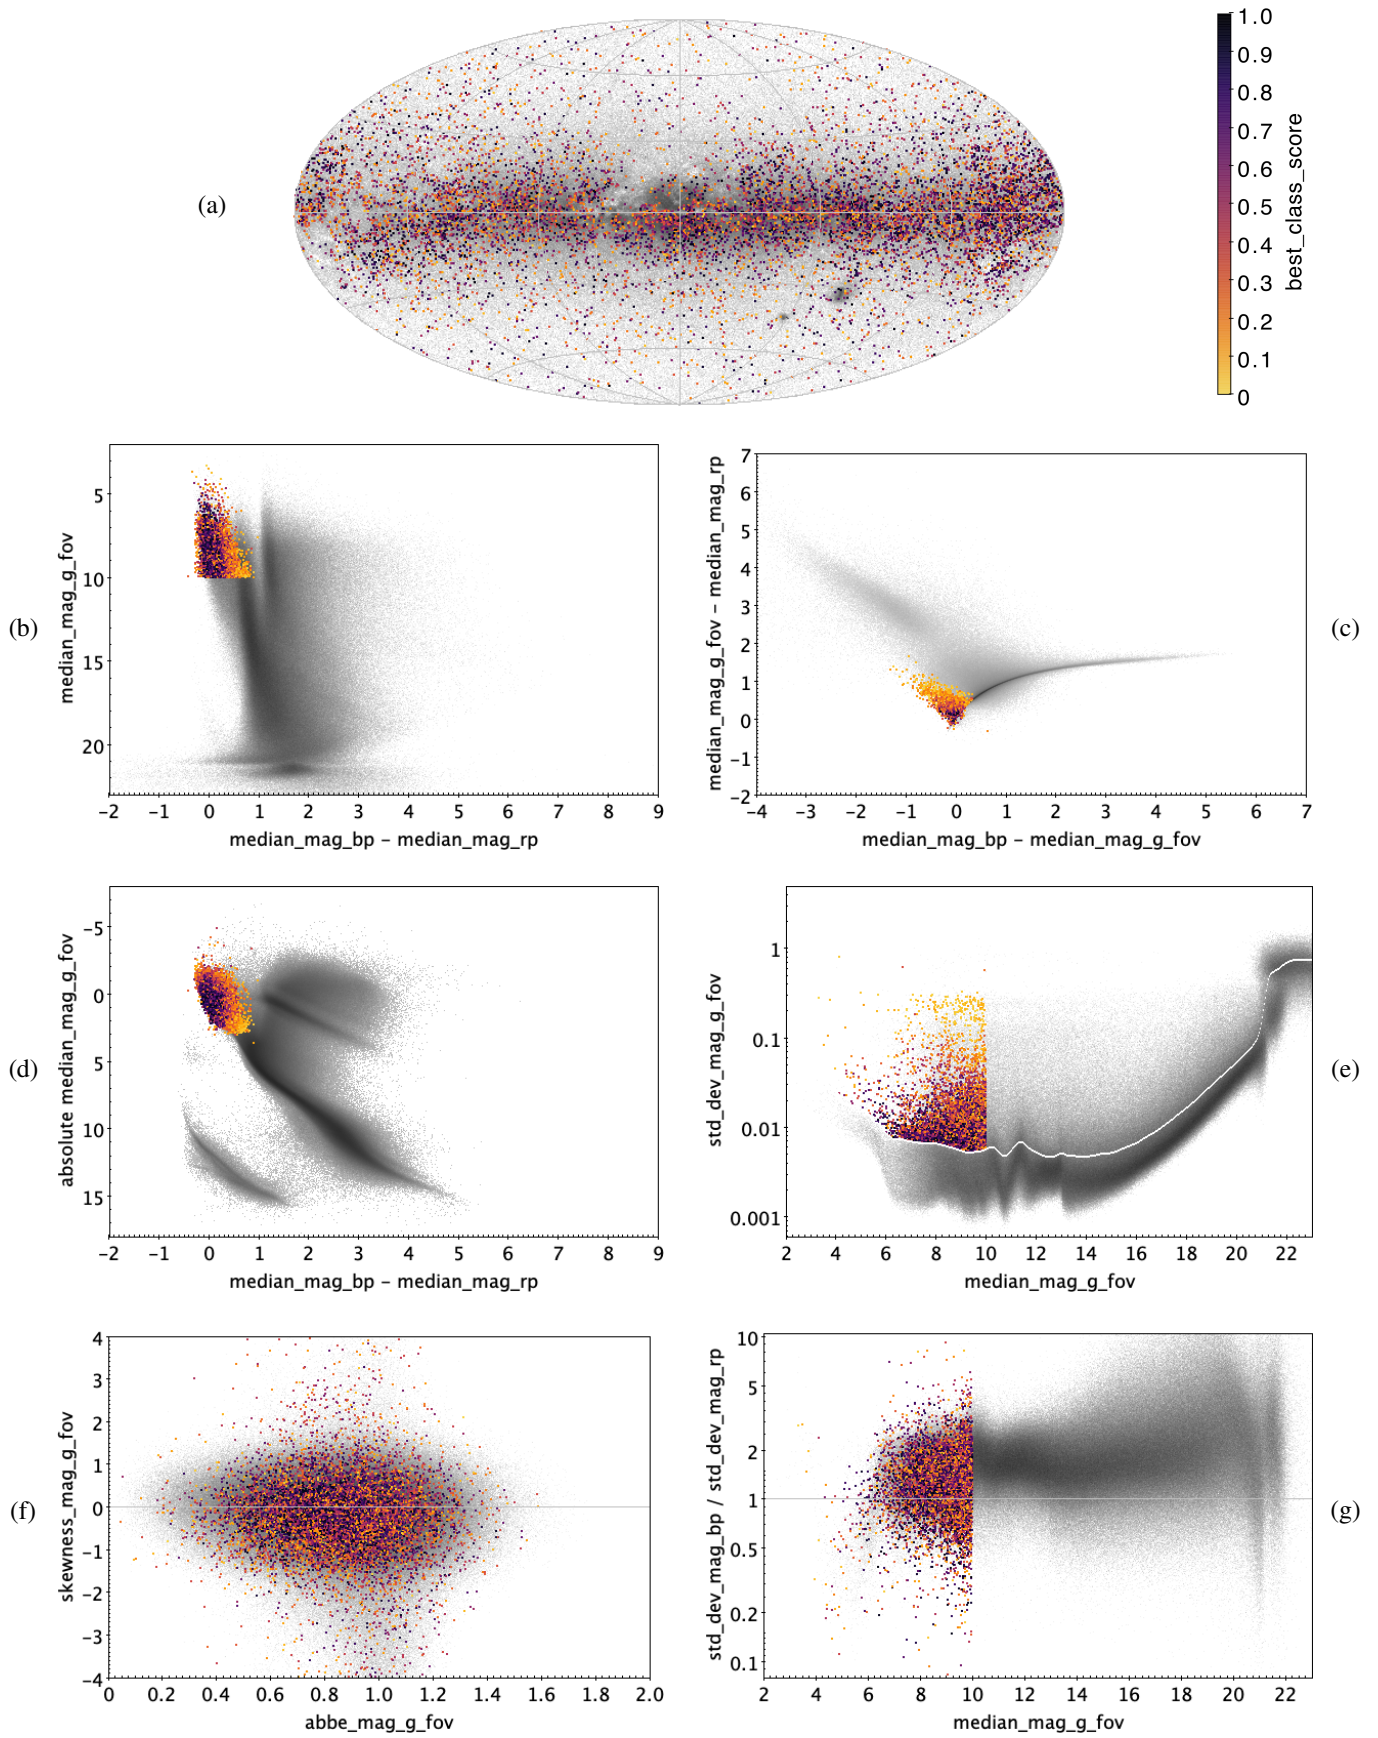 (a)
1.0
0.9
0.8
0.7
0.6
0.5
0.4
0.3
0.2
0.1
0
best_class_score
(b)
median_mag_g_fov
5
10
15
20
−2 −1 0 1 2 3 4 5 6 7 8 9
median_mag_bp − median_mag_rp
(c)
median_mag_g_fov − median_mag_rp
7
6
5
4
3
2
1
0
−1
−2
−4 −3 −2 −1 0 1 2 3 4 5 6 7
median_mag_bp − median_mag_g_fov
(d)
absolute median_mag_g_fov
−5
0
5
10
15
−2 −1 0 1 2 3 4 5 6 7 8 9
median_mag_bp − median_mag_rp
(e)
std_dev_mag_g_fov
1
0.1
0.01
0.001
2 4 6 8 10 12 14 16 18 20 22
median_mag_g_fov
(f)
skewness_mag_g_fov
4
3
2
1
0
−1
−2
−3
−4
0 0.2 0.4 0.6 0.8 1.0 1.2 1.4 1.6 1.8 2.0
abbe_mag_g_fov
(g)
std_dev_mag_bp / std_dev_mag_rp
10
5
2
1
0.5
0.2
0.1
2 4 6 8 10 12 14 16 18 20 22
median_mag_g_fov